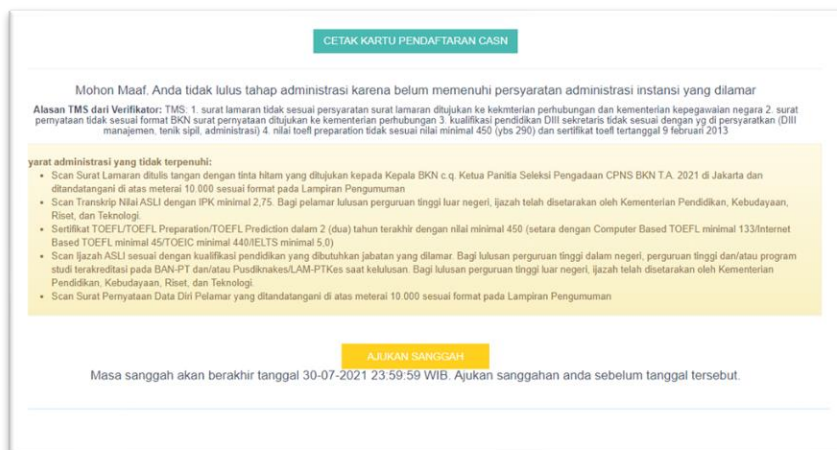 CETAK KARTU PENDAFTARAN CASN
Mohon Maaf. Anda tidak lulus tahap administrasi karena belum memenuhi persyaratan administrasi instansi yang dilamar
Alasan TMS dari Verifikator: TMS: 1. surat lamaran tidak sesuai persyaratan surat lamaran ditujukan ke kekmterian perhubungan dan kementerian kepegawaian negara 2. surat
pernyataan tidak sesuai format BKN surat pernyataan ditujukan ke kementerian perhubungan 3. kualifikasi pendidikan DIII sekretaris tidak sesuai dengan yg di persyaratkan (DIII
manajemen, tenik sipil, administrasi) 4. nilai toefl preparation tidak sesuai nilai minimal 450 (ybs 290) dan sertifikat toefl tertanggal 9 februari 2013
yarat administrasi yang tidak terpenuhi:
• Scan Surat Lamaran ditulis tangan dengan tinta hitam yang ditujukan kepada Kepala BKN c.q. Ketua Panitia Seleksi Pengadaan CPNS BKN T.A. 2021 di Jakarta dan
ditandatangani di atas meterai 10.000 sesuai format pada Lampiran Pengumuman
• Scan Transkrip Nilai ASLI dengan IPK minimal 2,75. Bagi pelamar lulusan perguruan tinggi luar negeri, ijazah telah disetarakan oleh Kementerian Pendidikan, Kebudayaan,
Riset, dan Teknologi.
• Sertifikat TOEFL/TOEFL Preparation/TOEFL Prediction dalam 2 (dua) tahun terakhir dengan nilai minimal 450 (setara dengan Computer Based TOEFL minimal 133/Internet
Based TOEFL minimal 45/TOEIC minimal 440/IELTS minimal 5,0)
• Scan Ijazah ASLI sesuai dengan kualifikasi pendidikan yang dibutuhkan jabatan yang dilamar. Bagi lulusan perguruan tinggi dalam negeri, perguruan tinggi dan/atau program
studi terakreditasi pada BAN-PT dan/atau Pusdiknakes/LAM-PTKes saat kelulusan. Bagi lulusan perguruan tinggi luar negeri, ijazah telah disetarakan oleh Kementerian
Pendidikan, Kebudayaan, Riset, dan Teknologi.
• Scan Surat Pernyataan Data Diri Pelamar yang ditandatangani di atas meterai 10.000 sesuai format pada Lampiran Pengumuman
AJUKAN SANGGAH
Masa sanggah akan berakhir tanggal 30-07-2021 23:59:59 WIB. Ajukan sanggahan anda sebelum tanggal tersebut.